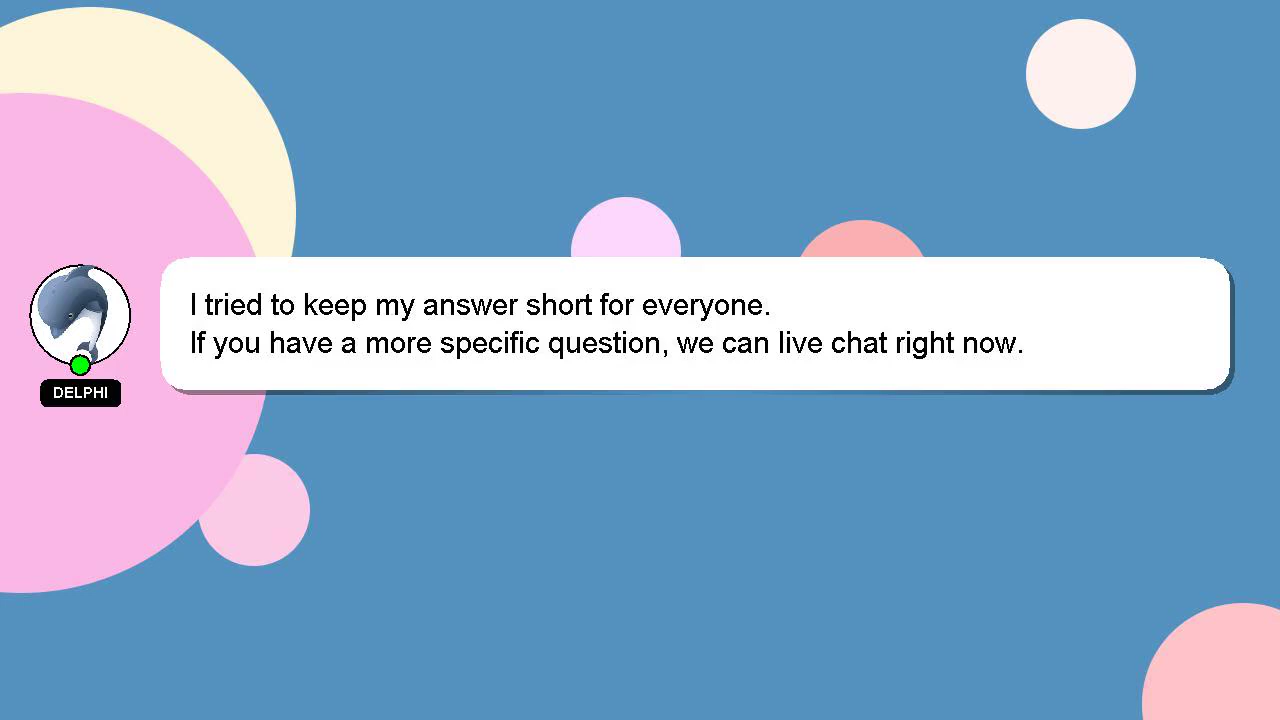 I tried to keep my answer short for everyone.
If you have a more specific question, we can live chat right now.
DELPHI